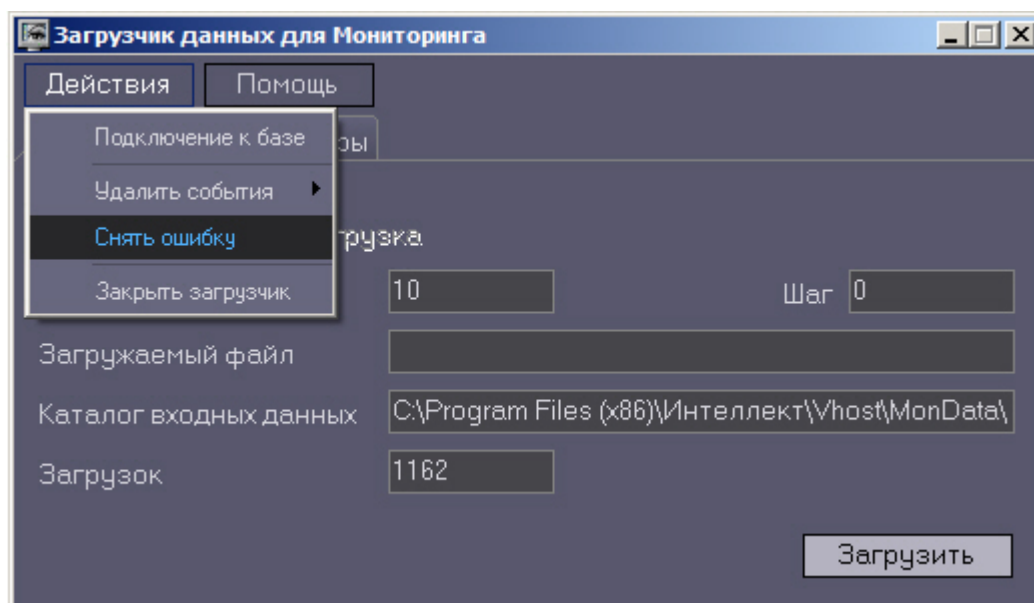 Загрузчик данных для Мониторинга
Действия Помощь
Подключение к базе
Удалить события
Снять ошибку
Закрыть загрузчик
10 Шаг 0
Загружаемый файл
Каталог входных данных C:\Program Files (x86)\Интеллект\Vhost\MonData\
Загрузок 1162
Загрузить